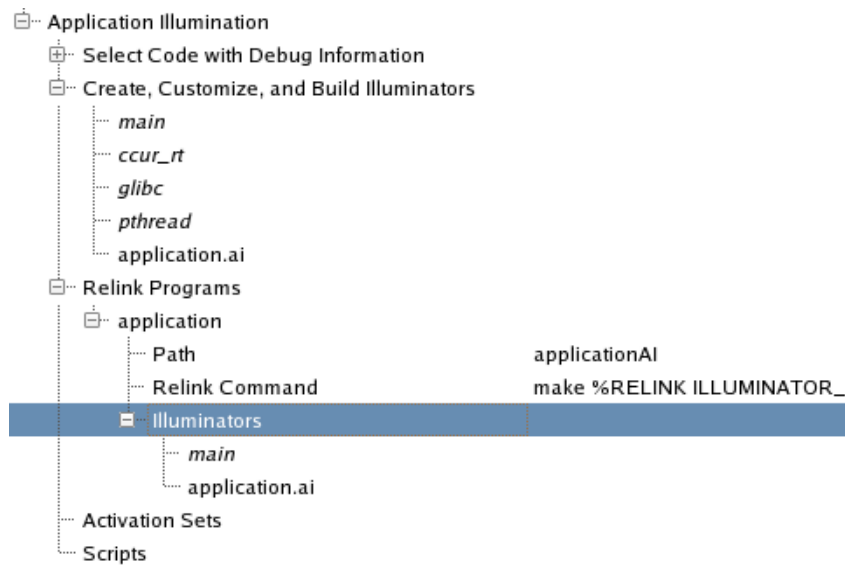 Application Illumination
Select Code with Debug Information
Create, Customize, and Build Illuminators
main
ccur_rt
glibc
pthread
application.ai
Relink Programs
application
Path applicationAI
Relink Command make %RELINK ILLUMINATOR_
Illuminators
main
application.ai
Activation Sets
Scripts